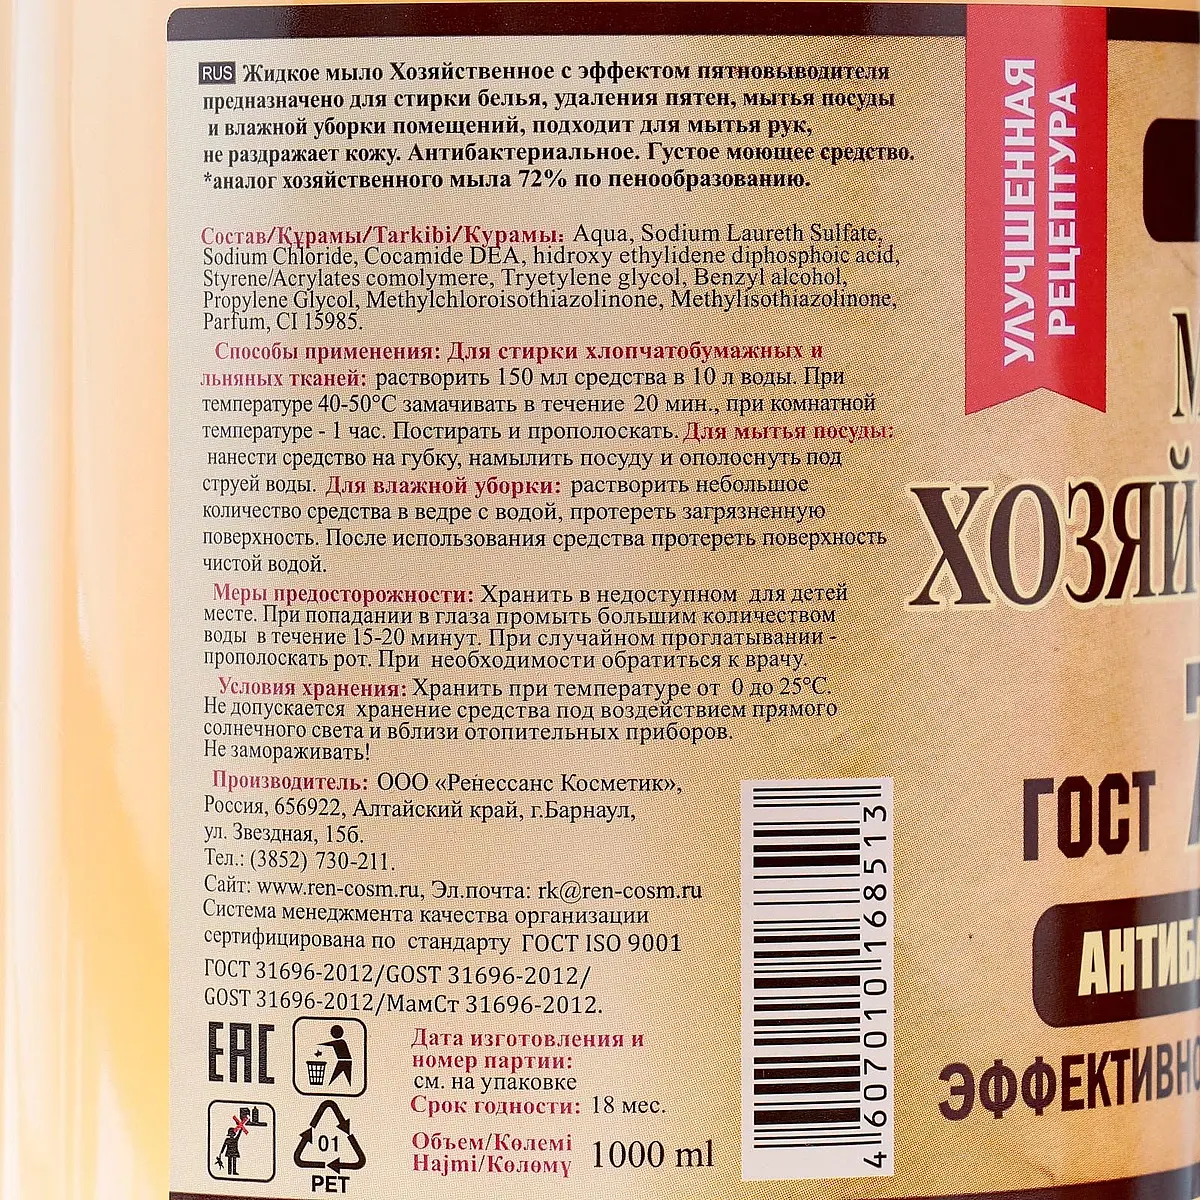 RUS Жидкое мыло Хозяйственное с эффектом пятновыводителя
предназначено для стирки белья, удаления пятен, мытья посуды
и влажной уборки помещений, подходит для мытья рук,
не раздражает кожу. Антибактериальное. Густое моющее средство.
*аналог хозяйственного мыла 72% по пенообразованию.
Состав/Құрамы/Tarkibi/Курамы: Aqua, Sodium Laureth Sulfate,
Sodium Chloride, Cocamide DEA, hidroxy ethylidene diphosphoic acid,
Styrene/Acrylates comolymere, Tryetylene glycol, Benzyl alcohol,
Propylene Glycol, Methylchloroisothiazolinone, Methylisothiazolinone,
Parfum, CI 15985.
Способы применения: Для стирки хлопчатобумажных и
льняных тканей: растворить 150 мл средства в 10 л воды. При
температуре 40-50°С замачивать в течение 20 мин., при комнатной
температуре - 1 час. Постирать и прополоскать. Для мытья посуды:
нанести средство на губку, намылить посуду и ополоснуть под
струей воды. Для влажной уборки: растворить небольшое
количество средства в ведре с водой, протереть загрязненную
поверхность. После использования средства протереть поверхность
чистой водой.
Меры предосторожности: Хранить в недоступном для детей
месте. При попадании в глаза промыть большим количеством
воды в течение 15-20 минут. При случайном проглатывании -
прополоскать рот. При необходимости обратиться к врачу.
Условия хранения: Хранить при температуре от 0 до 25°С.
Не допускается хранение средства под воздействием прямого
солнечного света и вблизи отопительных приборов.
Не замораживать!
Производитель: ООО «Ренессанс Косметик»,
Россия, 656922, Алтайский край, г.Барнаул,
ул. Звездная, 15б.
Тел.: (3852) 730-211.
Сайт: www.ren-cosm.ru, Эл.почта: rk@ren-cosm.ru
Система менеджмента качества организации
сертифицирована по стандарту ГОСТ ISO 9001
ГОСТ 31696-2012/GOST 31696-2012/
GOST 31696-2012/МамСт 31696-2012.
EAC
01
PET
Дата изготовления и
номер партии:
см. на упаковке
Срок годности: 18 мес.
Объем/Көлемі
Hajmi/Көлөмү 1000 ml
4 607010 168513
УЛУЧШЕННАЯ
РЕЦЕПТУРА
М
ХОЗЯЙ
ГОСТ
АНТИБ
ЭФФЕКТИВНО